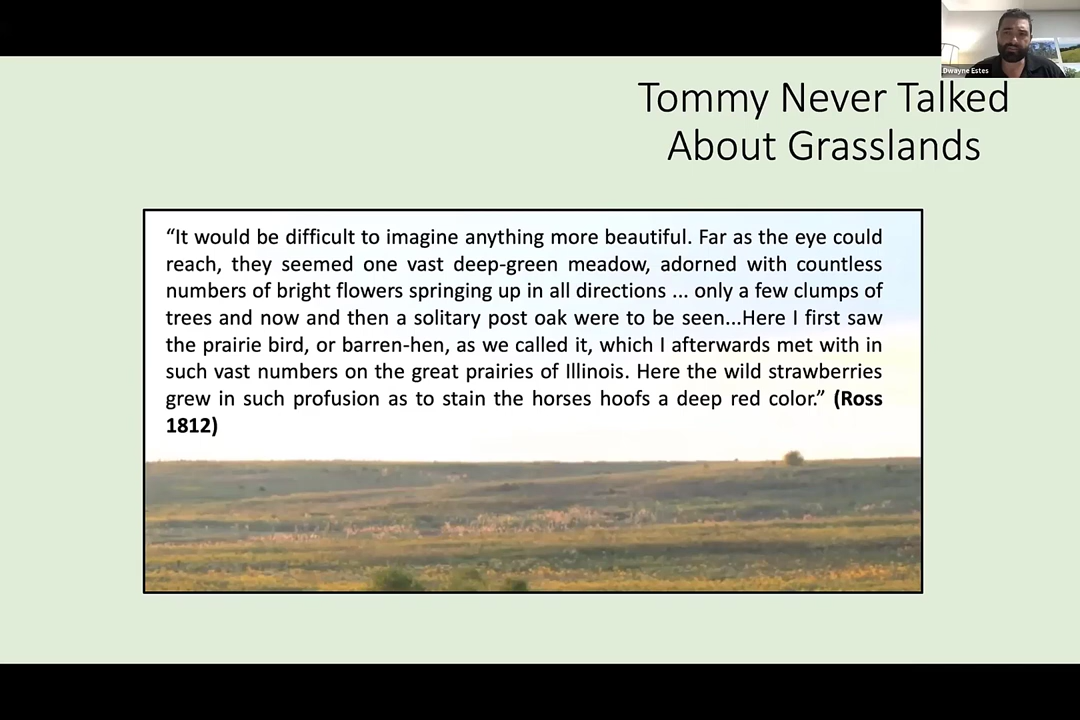 Dwayne Estes
Tommy Never Talked
About Grasslands
“It would be difficult to imagine anything more beautiful. Far as the eye could
reach, they seemed one vast deep-green meadow, adorned with countless
numbers of bright flowers springing up in all directions ... only a few clumps of
trees and now and then a solitary post oak were to be seen...Here I first saw
the prairie bird, or barren-hen, as we called it, which I afterwards met with in
such vast numbers on the great prairies of Illinois. Here the wild strawberries
grew in such profusion as to stain the horses hoofs a deep red color.” (Ross
1812)